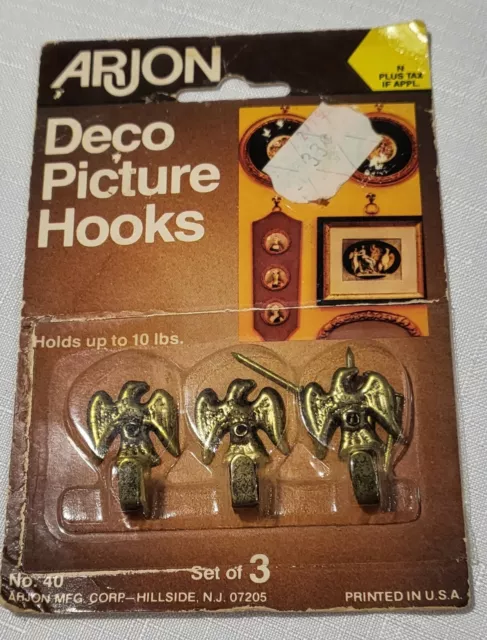 ARJON
N
PLUS TAX
IF APPL.
Deco
Picture
Hooks
Holds up to 10 lbs.
No. 40
Set of 3
ARJON MFG. CORP.—HILLSIDE, N.J. 07205
PRINTED IN U.S.A.